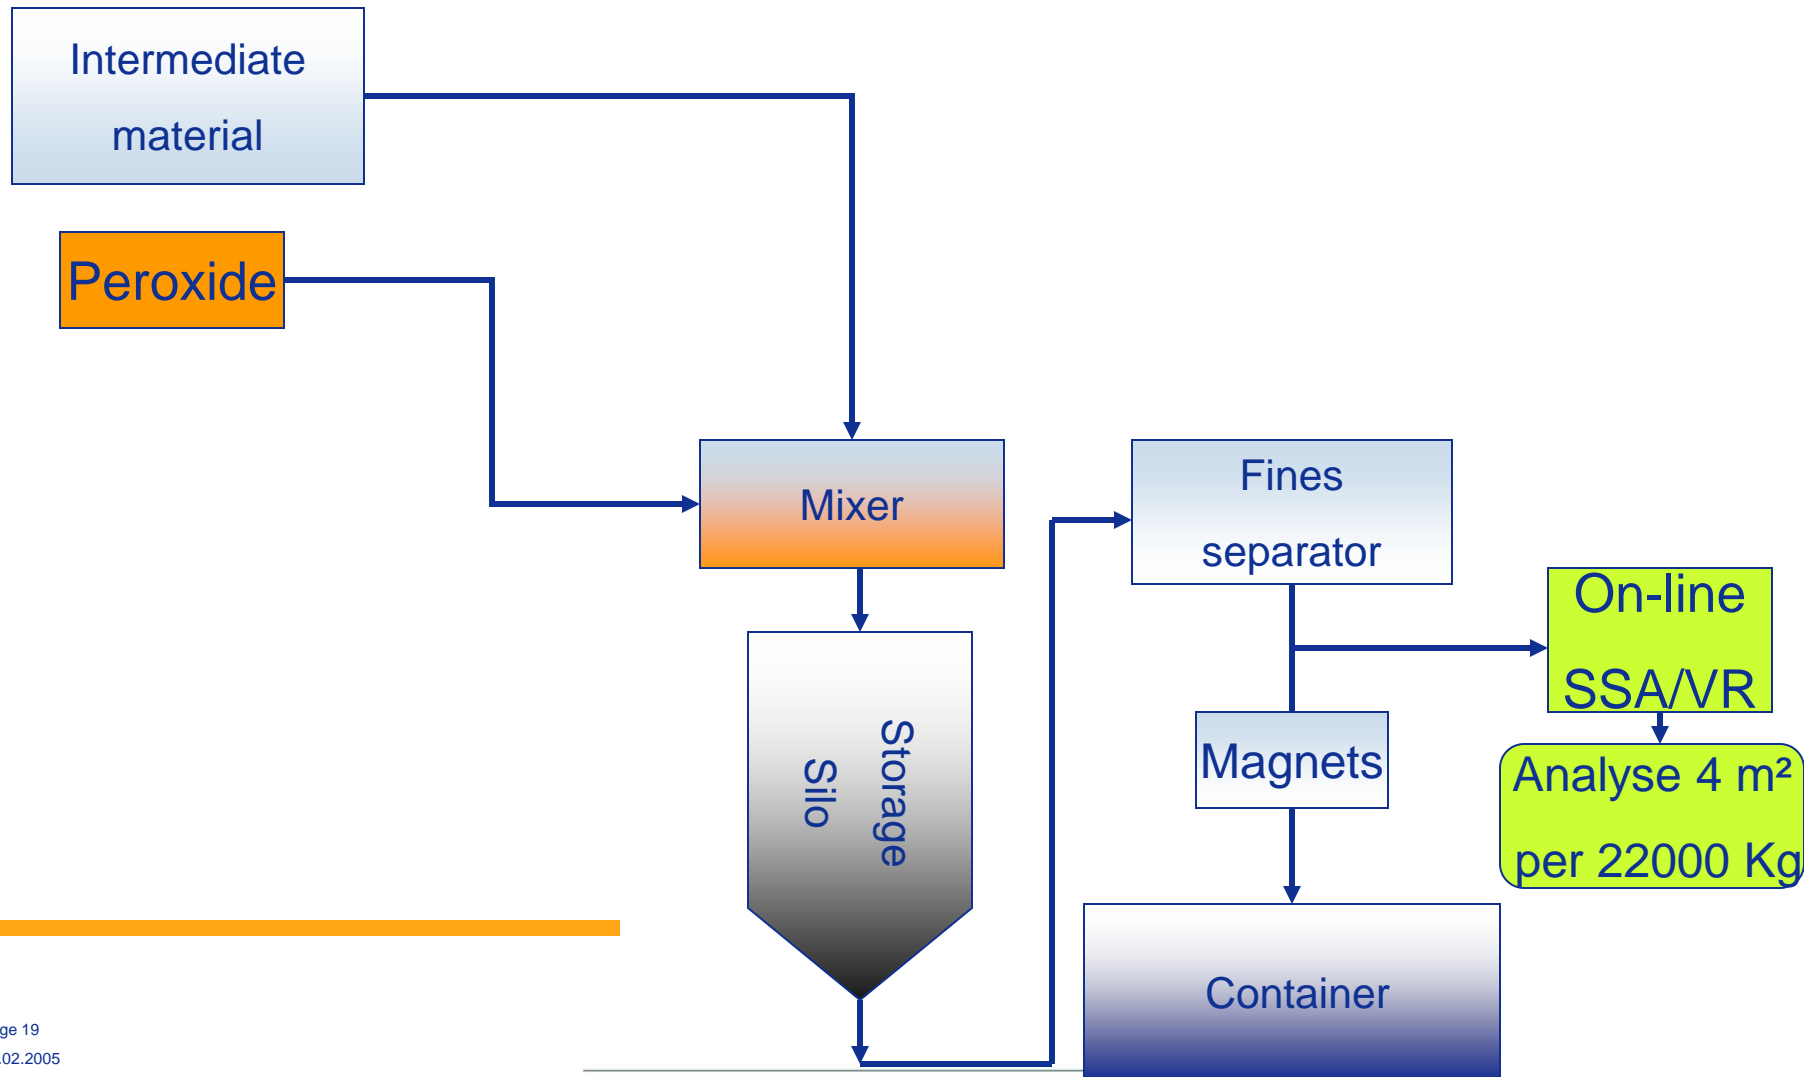 Intermediate
material
Peroxide
Mixer
Storage
Silo
Fines
separator
On-line
SSA/VR
Magnets
Analyse 4 m²
per 22000 Kg
Container
ge 19
.02.2005